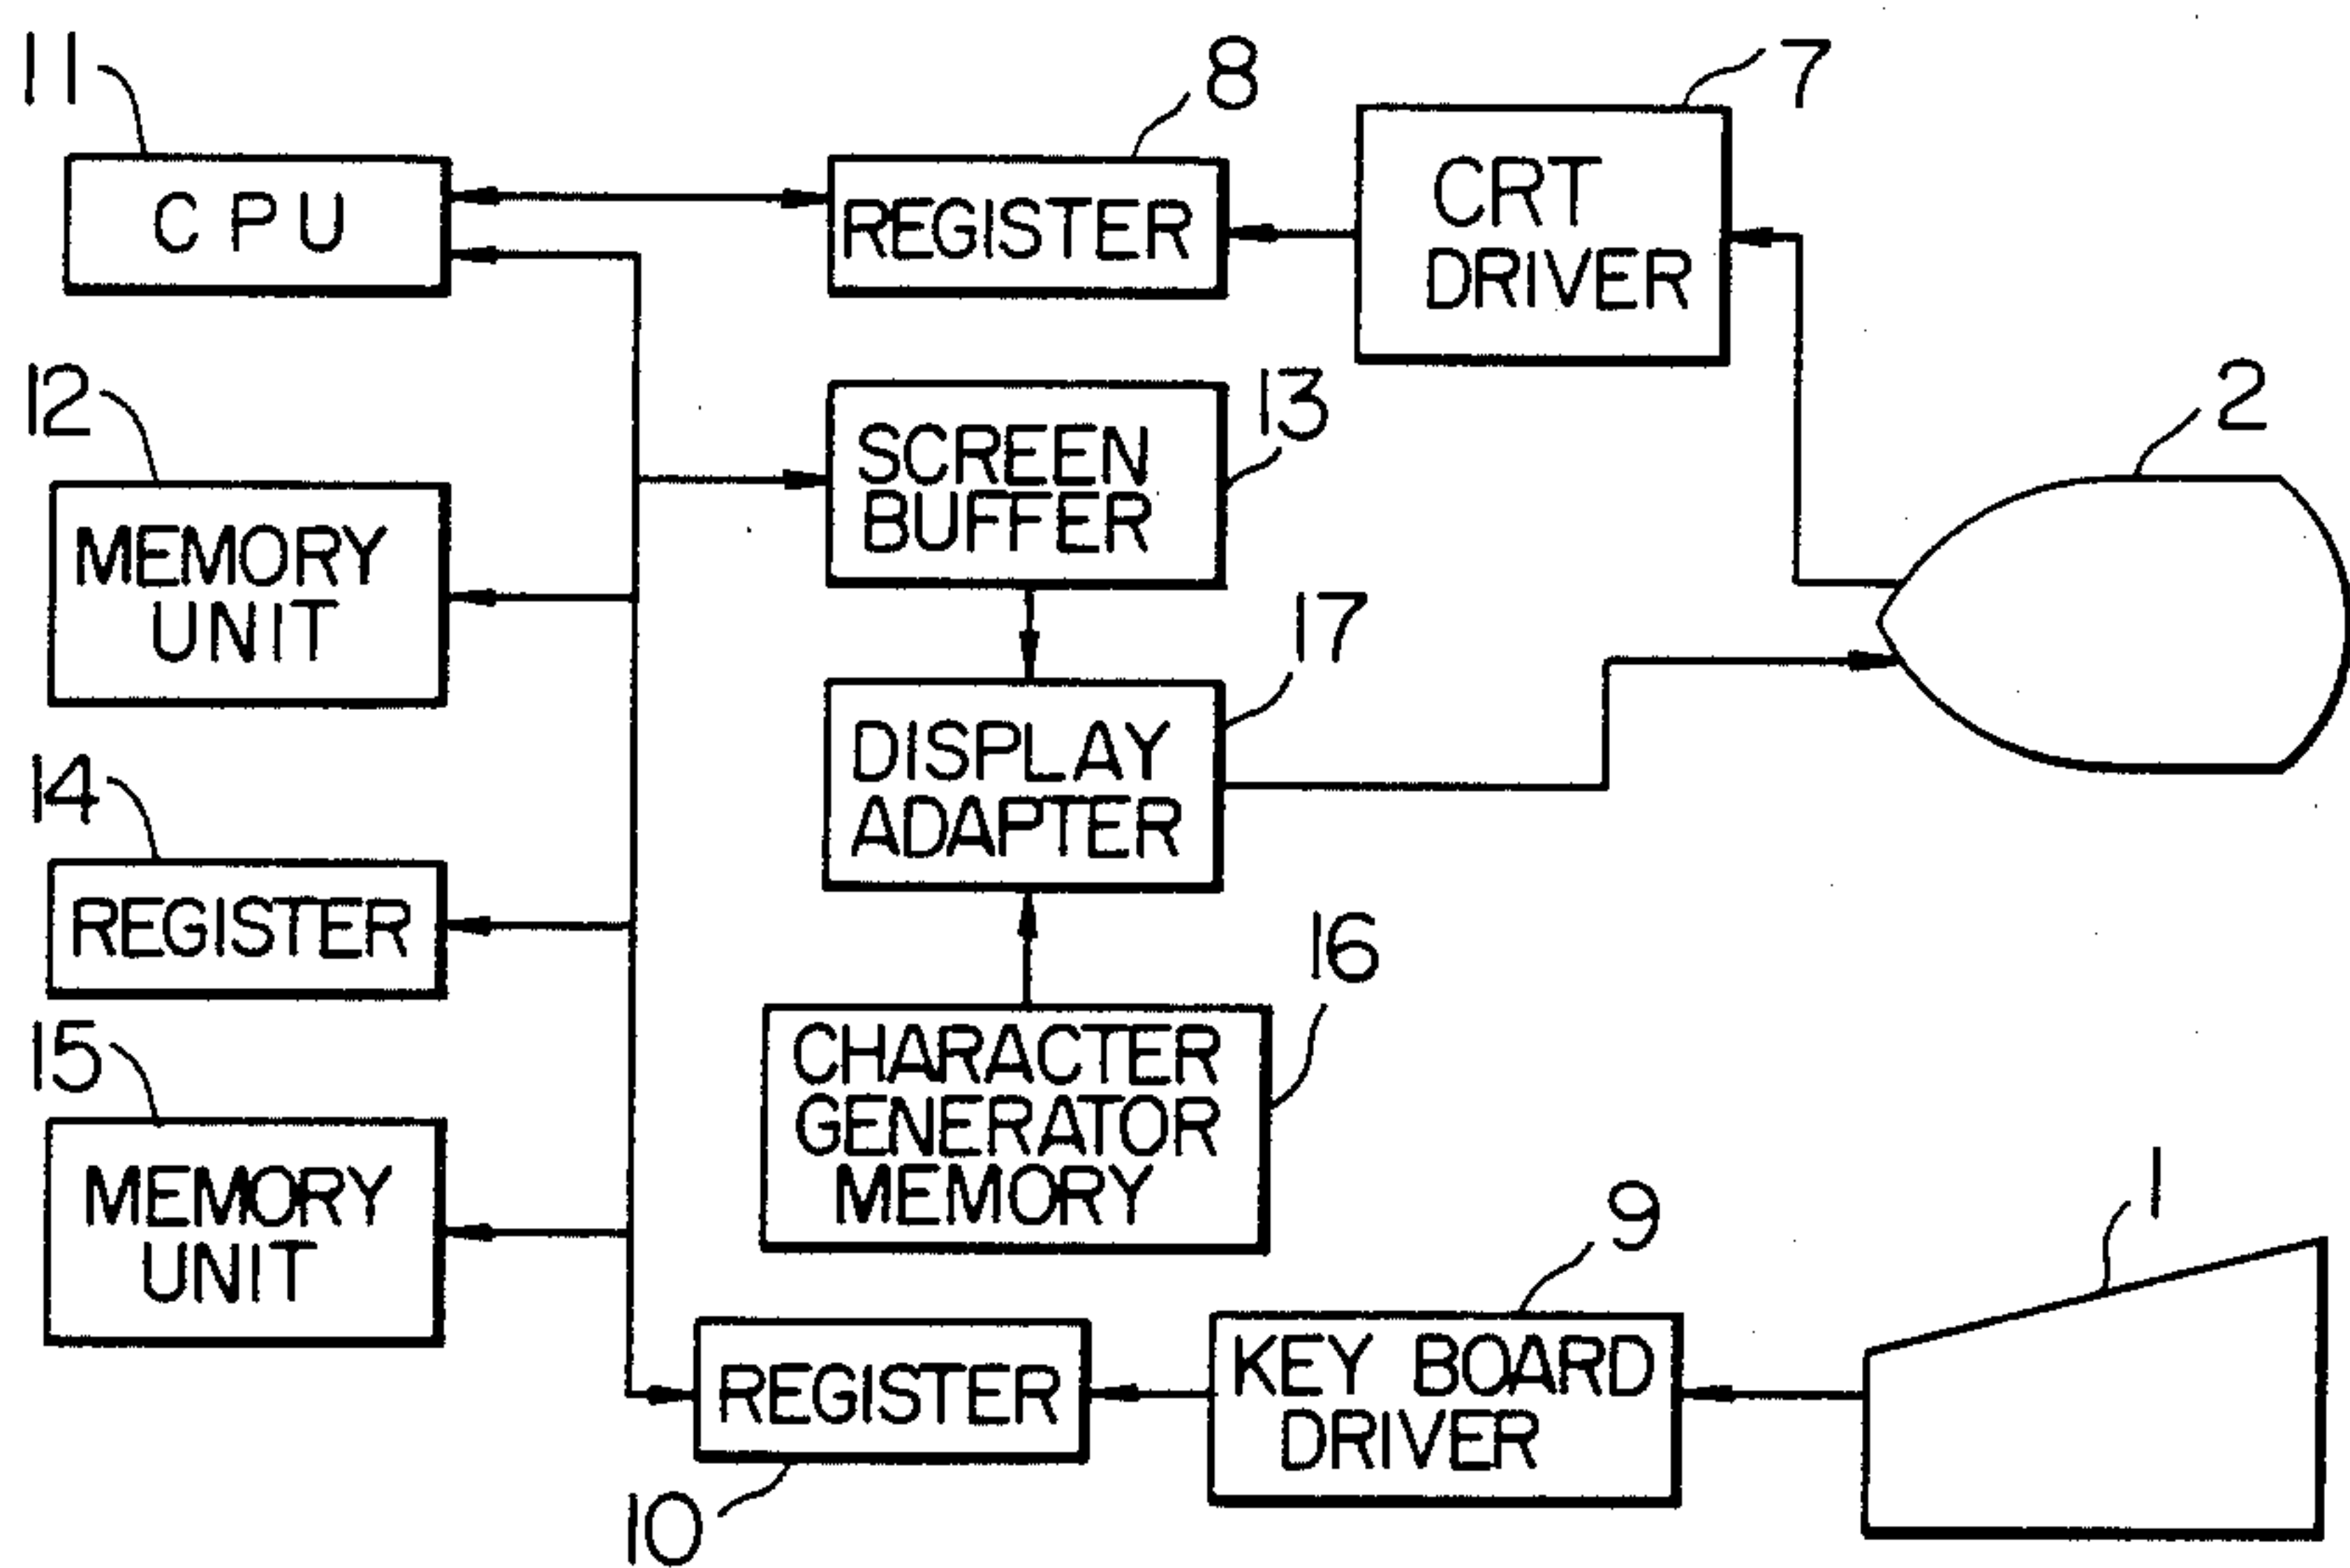 11
8
7
CPU
REGISTER
CRT
DRIVER
12
13
2
MEMORY
UNIT
SCREEN
BUFFER
17
14
DISPLAY
ADAPTER
REGISTER
16
15
CHARACTER
GENERATOR
MEMORY
MEMORY
UNIT
9
1
REGISTER
KEY BOARD
DRIVER
10